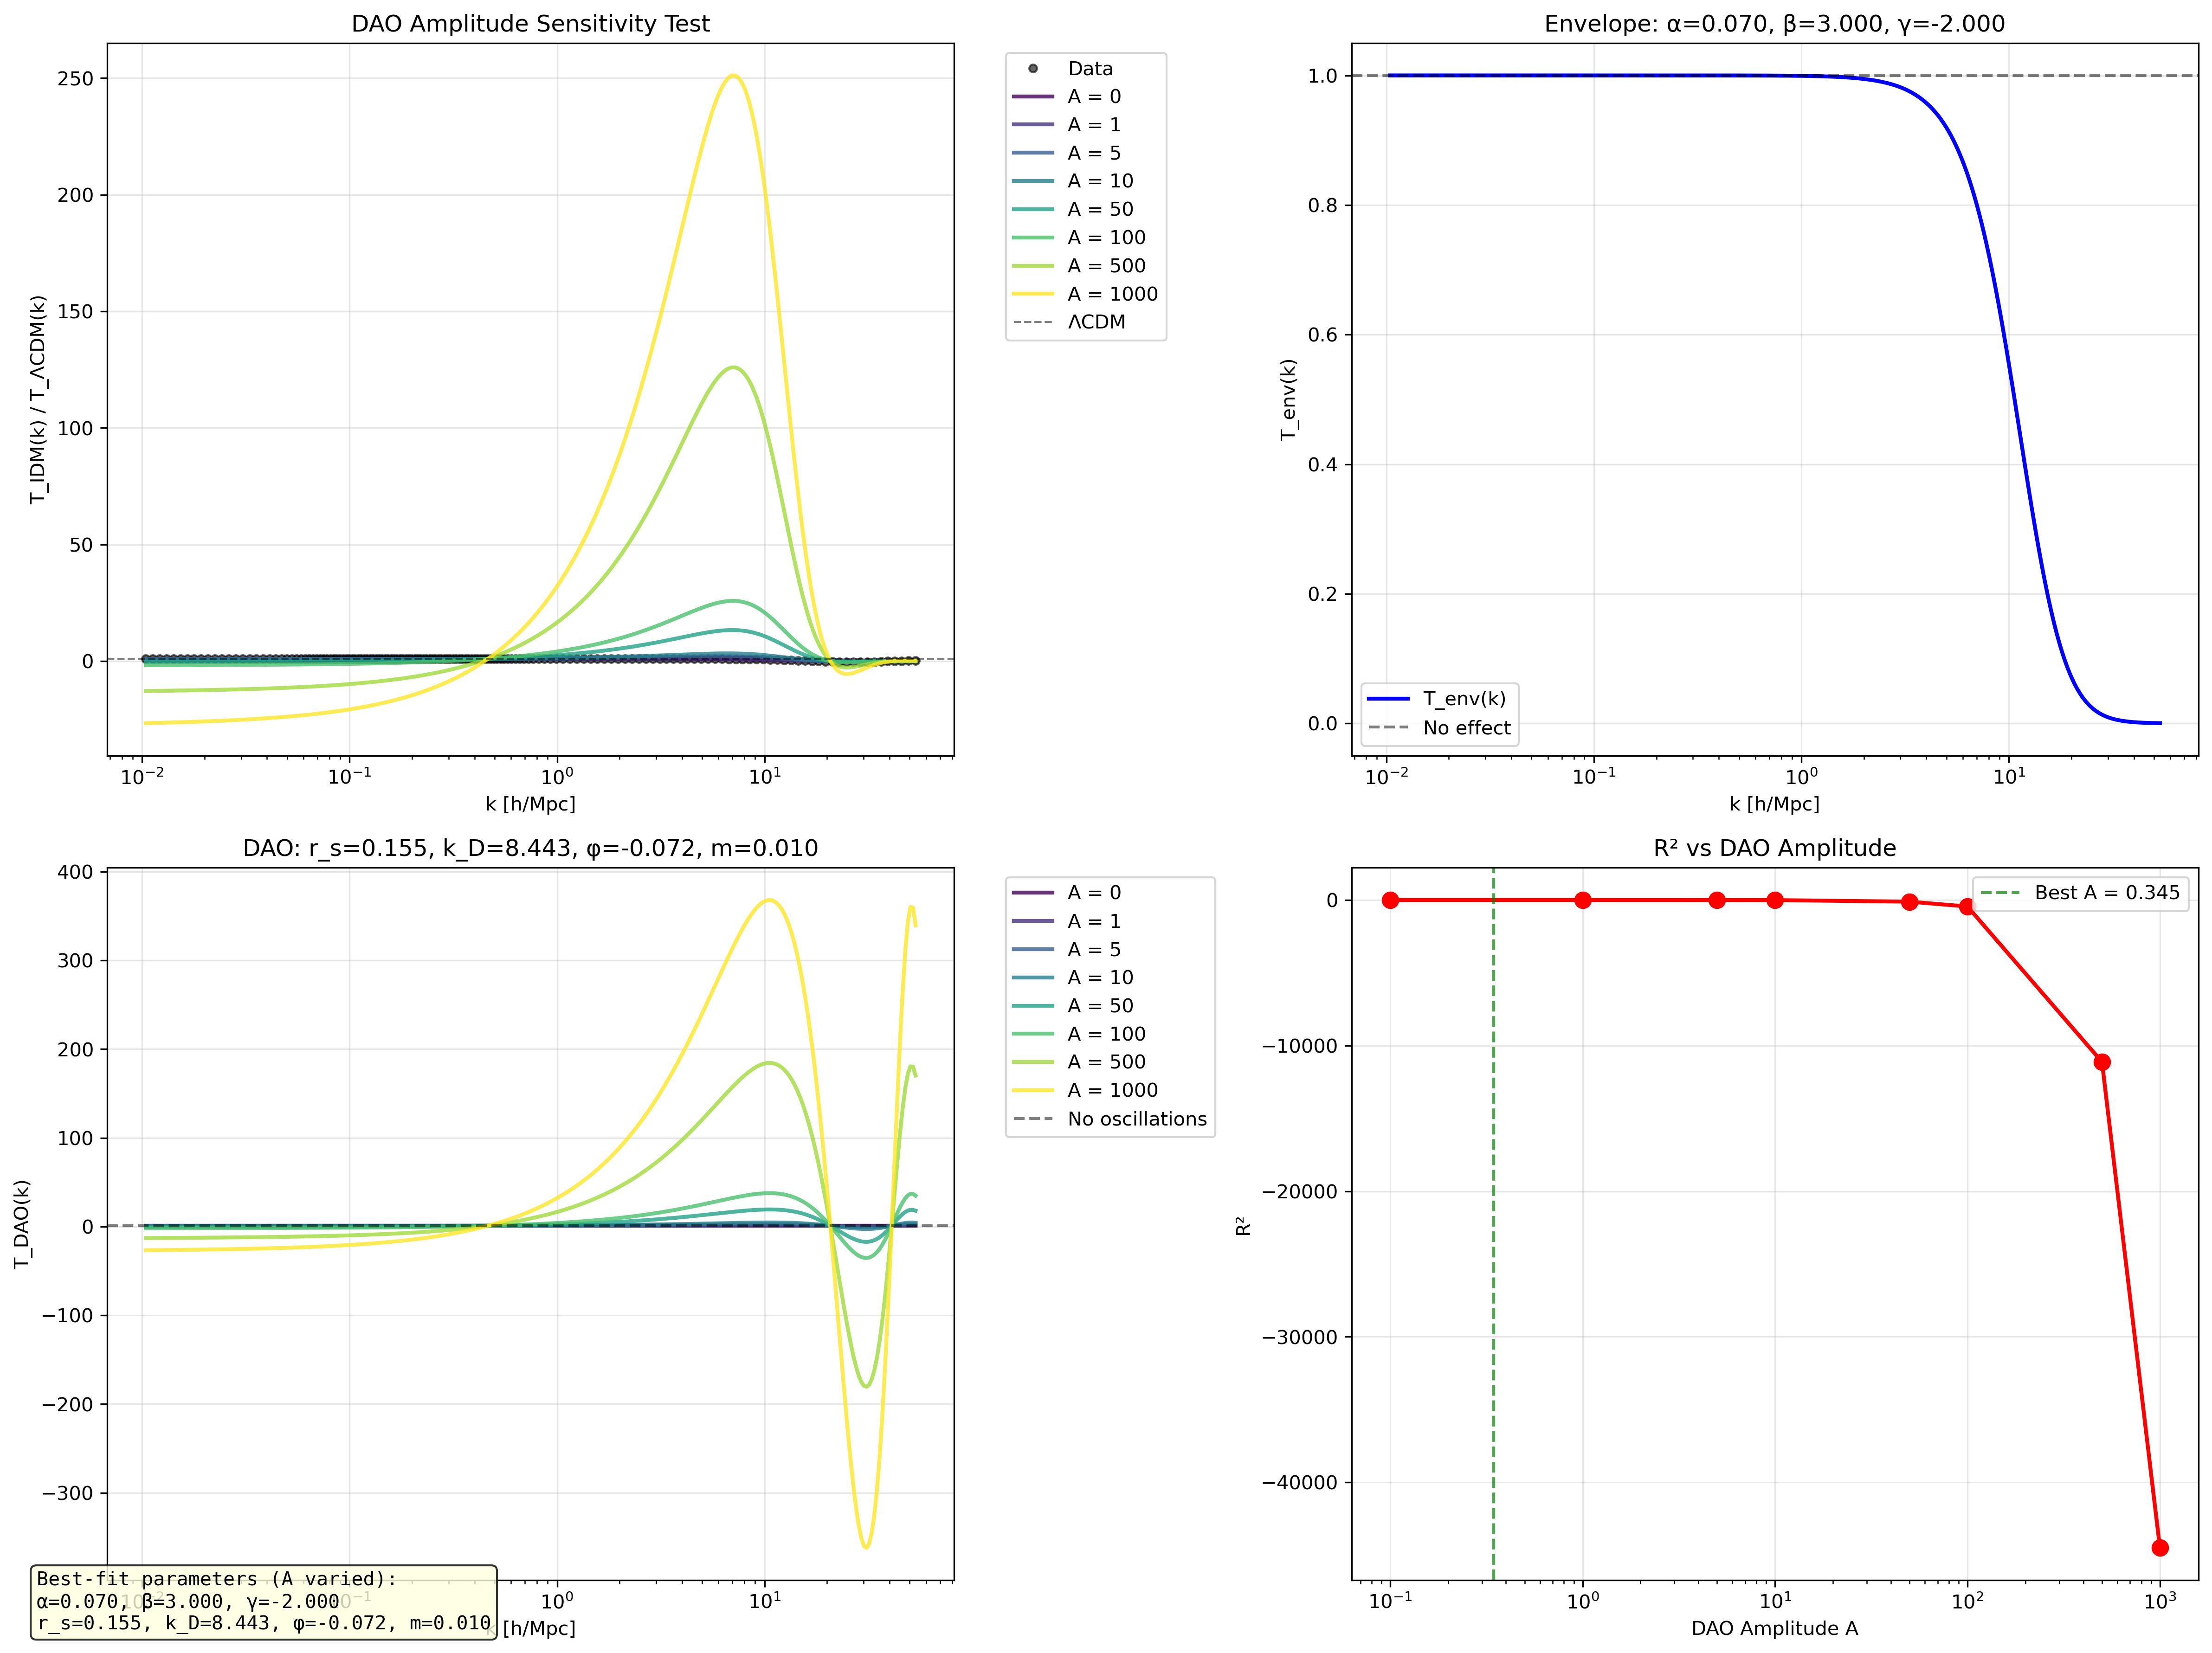 DAO Amplitude Sensitivity Test
T_IDM(k) / T_ΛCDM(k)
250
200
150
100
50
0
10⁻²
10⁻¹
10⁰
10¹
k [h/Mpc]
Data
A = 0
A = 1
A = 5
A = 10
A = 50
A = 100
A = 500
A = 1000
ΛCDM
Envelope: α=0.070, β=3.000, γ=-2.000
T_env(k)
1.0
0.8
0.6
0.4
0.2
0.0
T_env(k)
No effect
10⁻²
10⁻¹
10⁰
10¹
k [h/Mpc]
DAO: r_s=0.155, k_D=8.443, φ=-0.072, m=0.010
T_DAO(k)
400
300
200
100
0
−100
−200
−300
10⁰
10¹
[h/Mpc]
A = 0
A = 1
A = 5
A = 10
A = 50
A = 100
A = 500
A = 1000
No oscillations
Best-fit parameters (A varied):
α=0.070, β=3.000, γ=-2.000
r_s=0.155, k_D=8.443, φ=-0.072, m=0.010
R² vs DAO Amplitude
R²
0
−10000
−20000
−30000
−40000
Best A = 0.345
10⁻¹
10⁰
10¹
10²
10³
DAO Amplitude A